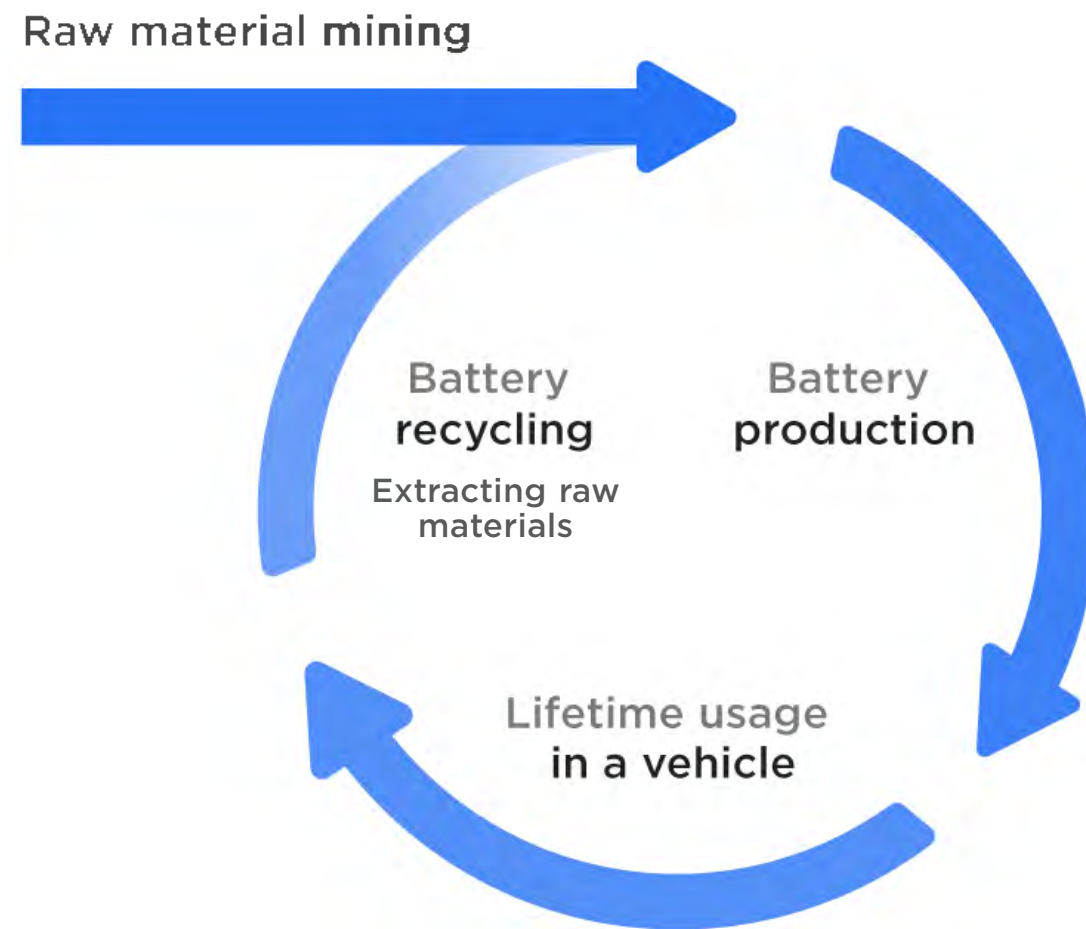 Raw material mining
Battery
recycling
Extracting raw
materials
Battery
production
Lifetime usage
in a vehicle